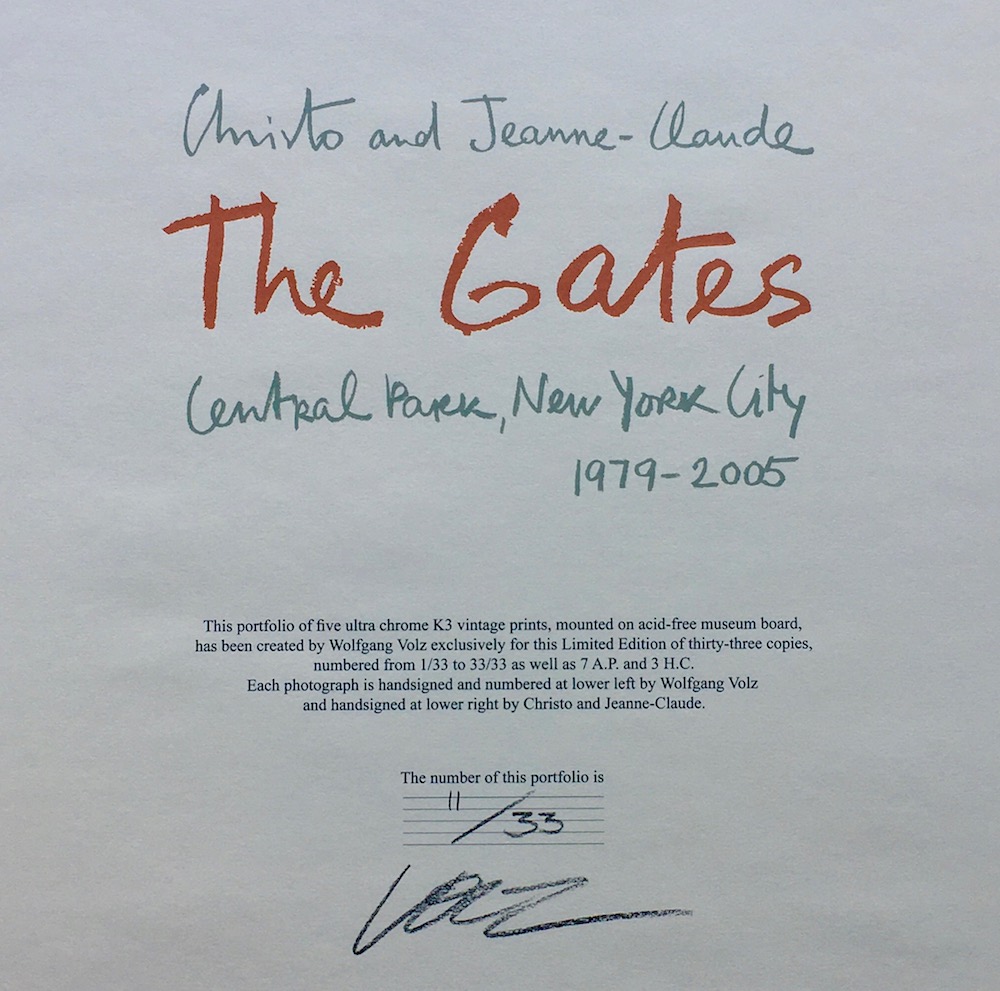 Christo and Jeanne-Claude
The Gates
Central Park, New York City
1979-2005
This portfolio of five ultra chrome K3 vintage prints, mounted on acid-free museum board,
has been created by Wolfgang Volz exclusively for this Limited Edition of thirty-three copies,
numbered from 1/33 to 33/33 as well as 7 A.P. and 3 H.C.
Each photograph is handsigned and numbered at lower left by Wolfgang Volz
and handsigned at lower right by Christo and Jeanne-Claude.
The number of this portfolio is
11/33
VOLZ